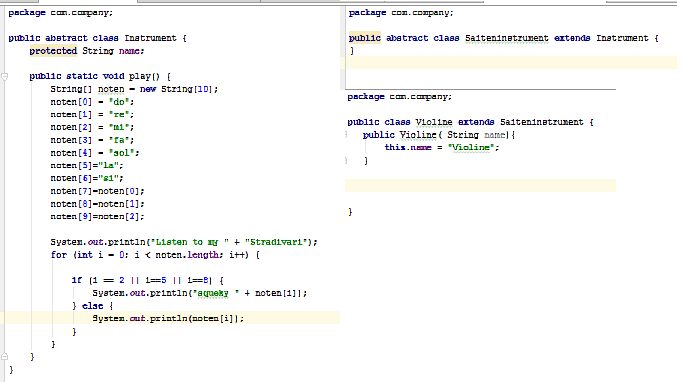 package com.company;
public abstract class Instrument {
protected String name;
public static void play() {
String[] noten = new String[10];
noten[0] = "do";
noten[1] = "re";
noten[2] = "mi";
noten[3] = "fa";
noten[4] = "sol";
noten[5]="la";
noten[6]="si";
noten[7]=noten[0];
noten[8]=noten[1];
noten[9]=noten[2];
System.out.println("Listen to my " + "Stradivari");
for (int i = 0; i < noten.length; i++) {
if (i == 2 || i==5 || i==8) {
System.out.println("squeky " + noten[i]);
} else {
System.out.println(noten[i]);
}
}
}
}
package com.company;
public abstract class Saiteninstrument extends Instrument {
}
package com.company;
public class Violine extends Saiteninstrument {
public Violine( String name){
this.name = "Violine";
}
}